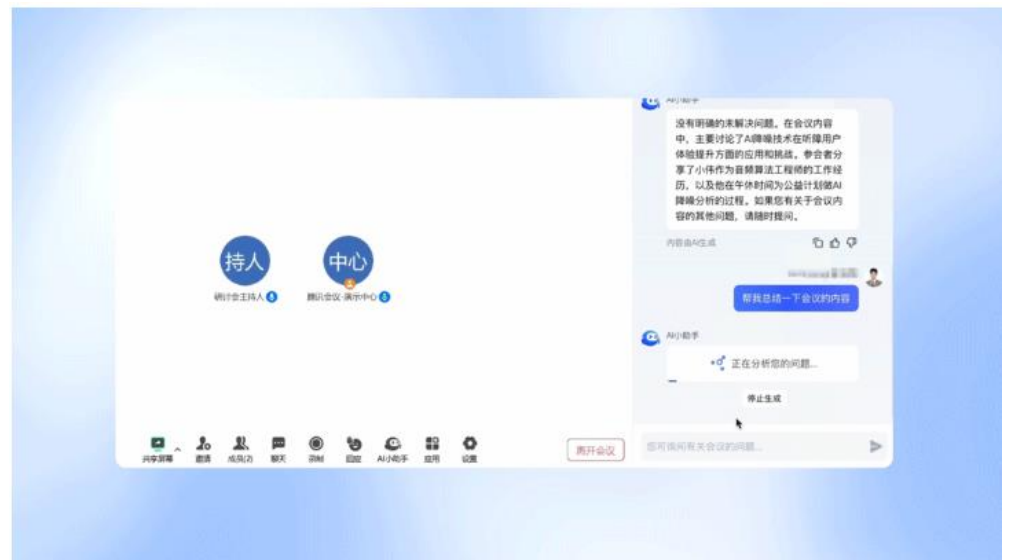 AI小助手
没有明确的未解决问题。在会议内容
中，主要讨论了AI降噪技术在听障用户
体验提升方面的应用和挑战。参会者分
享了小伟作为音频算法工程师的工作经
历，以及他在午休时间为公益计划做AI
降噪分析的过程。如果您有关于会议内
容的其他问题，请随时提问。
内容由AI生成
帮我总结一下会议的内容
AI小助手
正在分析您的问题...
停止生成
您可询问有关会议的问题...
持人
中心
研讨会主持人
腾讯会议-演示中心
共享屏幕
邀请
成员(2)
聊天
录制
回应
AI小助手
应用
设置
离开会议